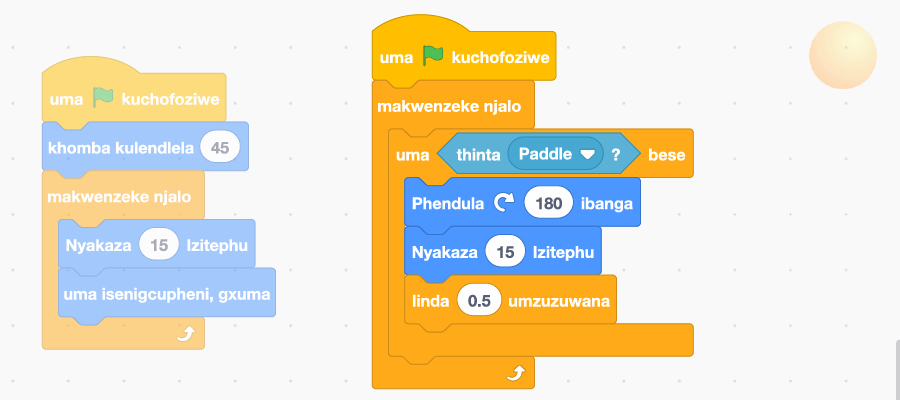 uma kuchofoziwe
khomba kulendlela 45
makwenzeke njalo
Nyakaza 15 Izitephu
uma isenigcupheni, gxuma
uma kuchofoziwe
makwenzeke njalo
uma thinta Paddle ? bese
Phendula 180 ibanga
Nyakaza 15 Izitephu
linda 0.5 umzuzuwana